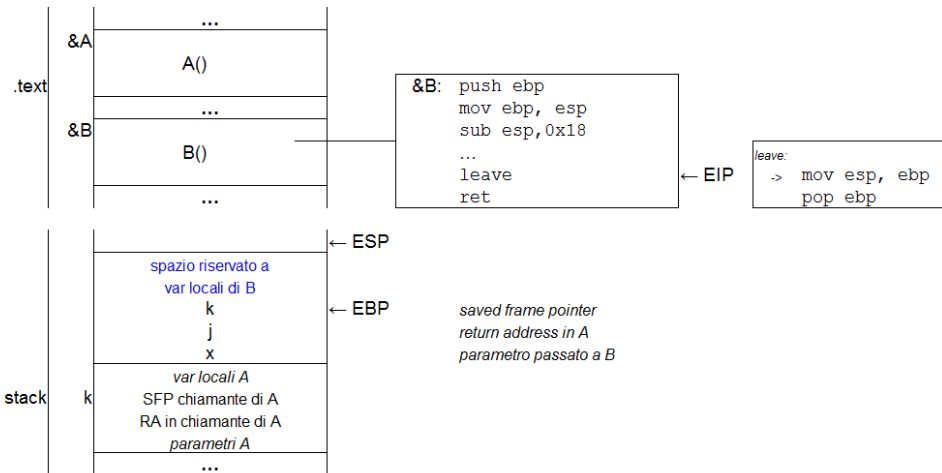 ...
&A
A()
.text
...
&B
B()
...
&B: push ebp
mov ebp, esp
sub esp,0x18
...
leave
ret
← EIP
leave:
-> mov esp, ebp
pop ebp
← ESP
spazio riservato a
var locali di B
k ← EBP saved frame pointer
j return address in A
x parametro passato a B
var locali A
stack k SFP chiamante di A
RA in chiamante di A
parametri A
...